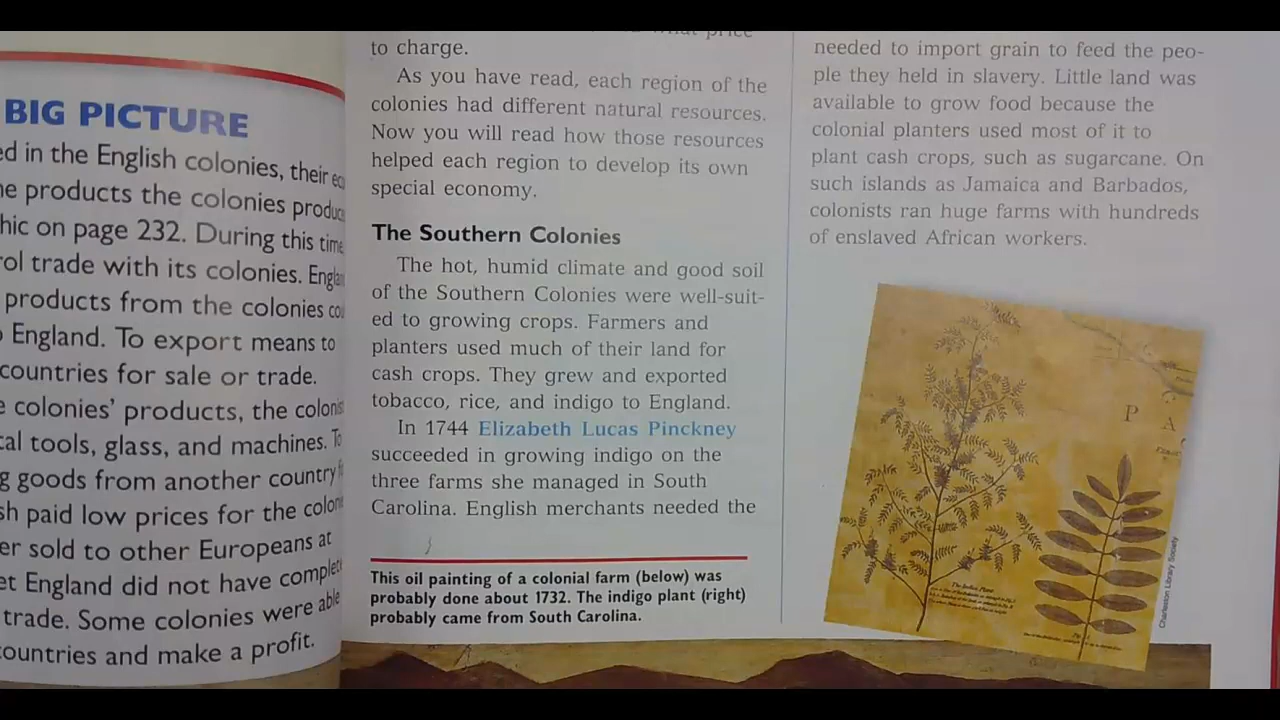 BIG PICTURE
ed in the English colonies, their
products the colonies
hic on page 232. During this time
rol trade with its colonies.
products from the colonies
England. To export means to
countries for sale or trade.
colonies' products, the
cal tools, glass, and machines. To
g goods from another country
sh paid low prices for the
er sold to other Europeans at
et England did not have
trade. Some colonies were able
countries and make a profit.
what price
to charge.
As you have read, each region of the
colonies had different natural resources.
Now you will read how those resources
helped each region to develop its own
special economy.
The Southern Colonies
The hot, humid climate and good soil
of the Southern Colonies were well-suit-
ed to growing crops. Farmers and
planters used much of their land for
cash crops. They grew and exported
tobacco, rice, and indigo to England.
In 1744 Elizabeth Lucas Pinckney
succeeded in growing indigo on the
three farms she managed in South
Carolina. English merchants needed the
This oil painting of a colonial farm (below) was
probably done about 1732. The indigo plant (right)
probably came from South Carolina.
needed to import grain to feed the peo-
ple they held in slavery. Little land was
available to grow food because the
colonial planters used most of it to
plant cash crops, such as sugarcane. On
such islands as Jamaica and Barbados,
colonists ran huge farms with hundreds
of enslaved African workers.
P A
The Indigo Plant
Charleston Library Society